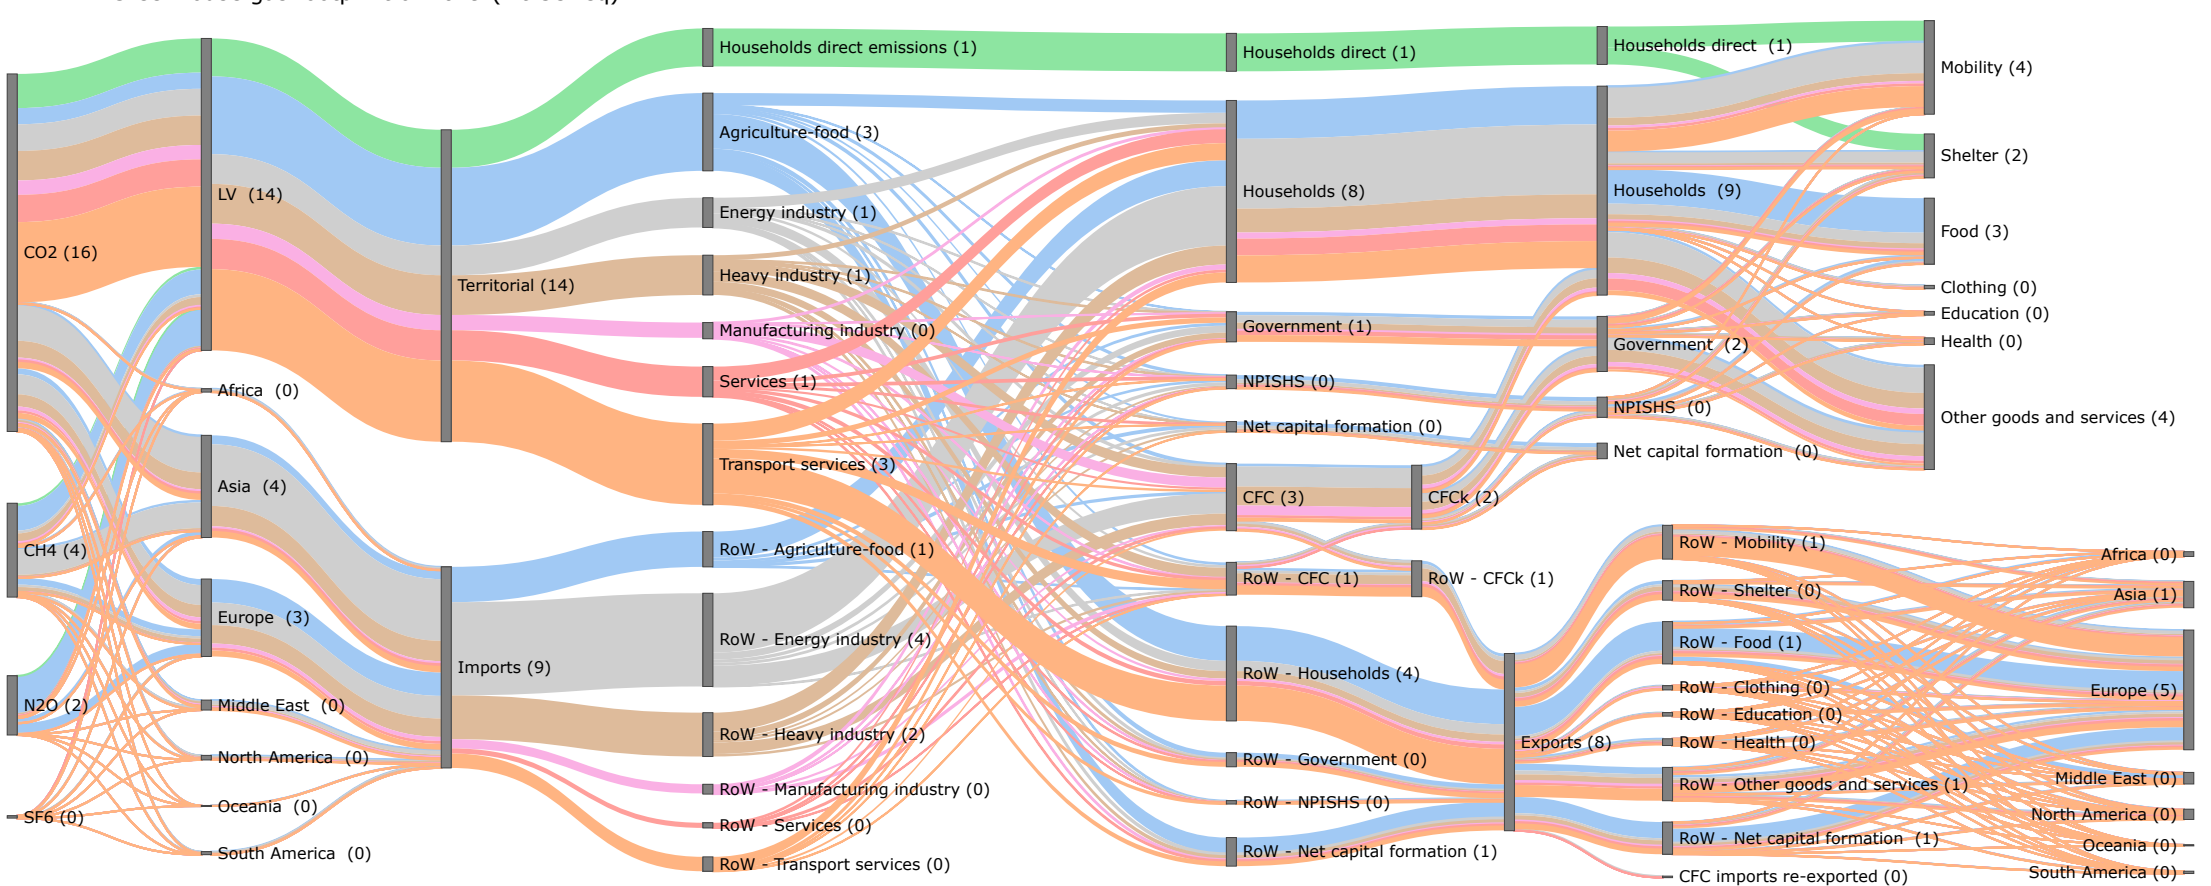 CO2 (16)
CH4 (4)
N2O (2)
SF6 (0)
LV (14)
Africa (0)
Asia (4)
Europe (3)
Middle East (0)
North America (0)
Oceania (0)
South America (0)
Territorial (14)
Imports (9)
Households direct emissions (1)
Agriculture-food (3)
Energy industry (1)
Heavy industry (1)
Manufacturing industry (0)
Services (1)
Transport services (3)
RoW - Agriculture-food (1)
RoW - Energy industry (4)
RoW - Heavy industry (2)
RoW - Manufacturing industry (0)
RoW - Services (0)
RoW - Transport services (0)
Households direct (1)
Households (8)
Government (1)
NPISHS (0)
Net capital formation (0)
CFC (3)
RoW - CFC (1)
RoW - Households (4)
RoW - Government (0)
RoW - NPISHS (0)
RoW - Net capital formation (1)
CFCk (2)
RoW - CFCk (1)
Exports (8)
Households direct (1)
Households (9)
Government (2)
NPISHS (0)
Net capital formation (0)
RoW - Mobility (1)
RoW - Shelter (0)
RoW - Food (1)
RoW - Clothing (0)
RoW - Education (0)
RoW - Health (0)
RoW - Other goods and services (1)
RoW - Net capital formation (1)
CFC imports re-exported (0)
Mobility (4)
Shelter (2)
Food (3)
Clothing (0)
Education (0)
Health (0)
Other goods and services (4)
Africa (0)
Asia (1)
Europe (5)
Middle East (0)
North America (0)
Oceania (0)
South America (0)